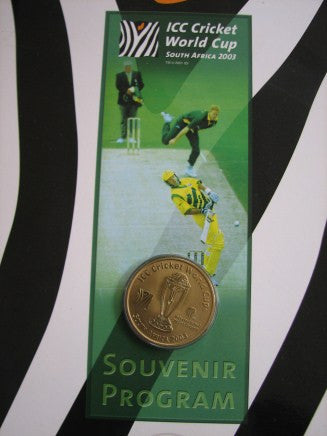 ICC Cricket
World Cup
South Africa 2003
ICC Cricket World Cup
South Africa 2003
Souvenir
Program